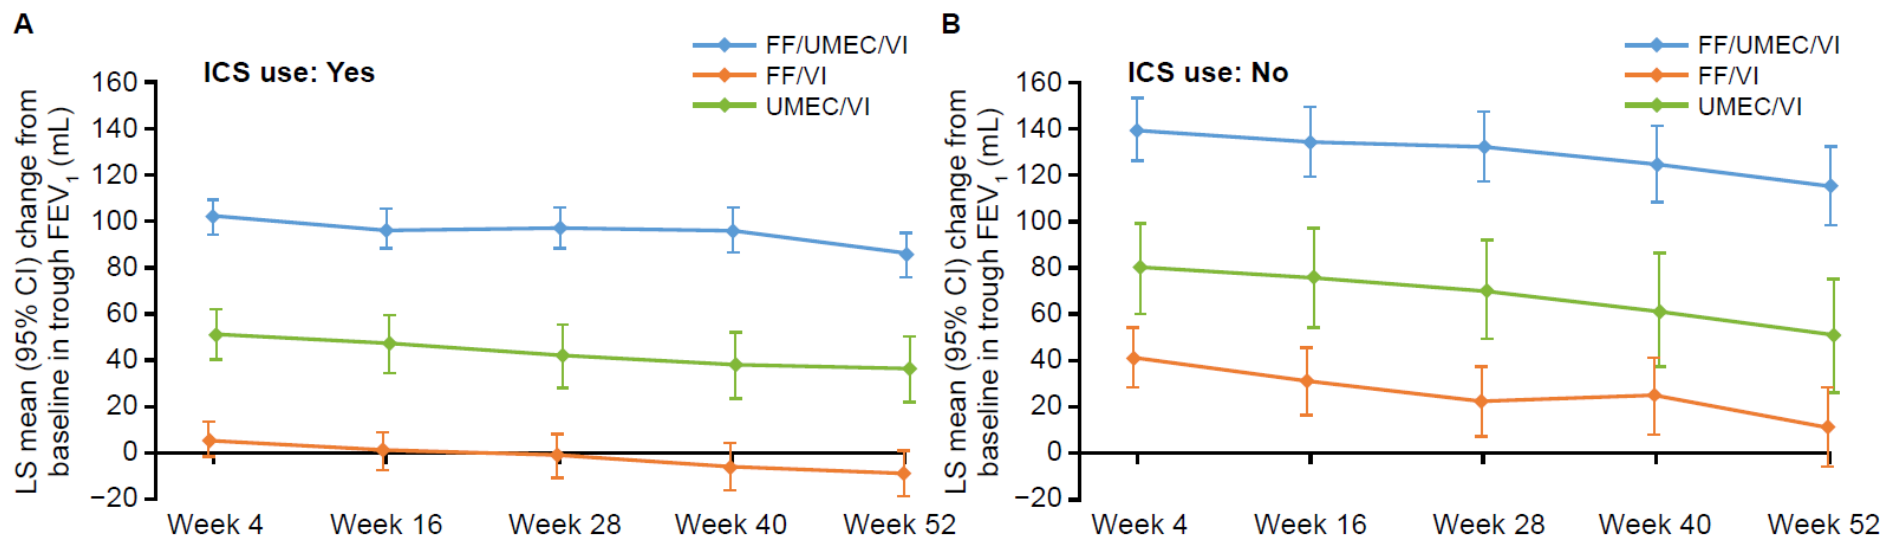 A
ICS use: Yes
FF/UMEC/VI
FF/VI
UMEC/VI
LS mean (95% CI) change from
baseline in trough FEV₁ (mL)
160
140
120
100
80
60
40
20
0
−20
Week 4 Week 16 Week 28 Week 40 Week 52
B
ICS use: No
FF/UMEC/VI
FF/VI
UMEC/VI
LS mean (95% CI) change from
baseline in trough FEV₁ (mL)
160
140
120
100
80
60
40
20
0
−20
Week 4 Week 16 Week 28 Week 40 Week 52